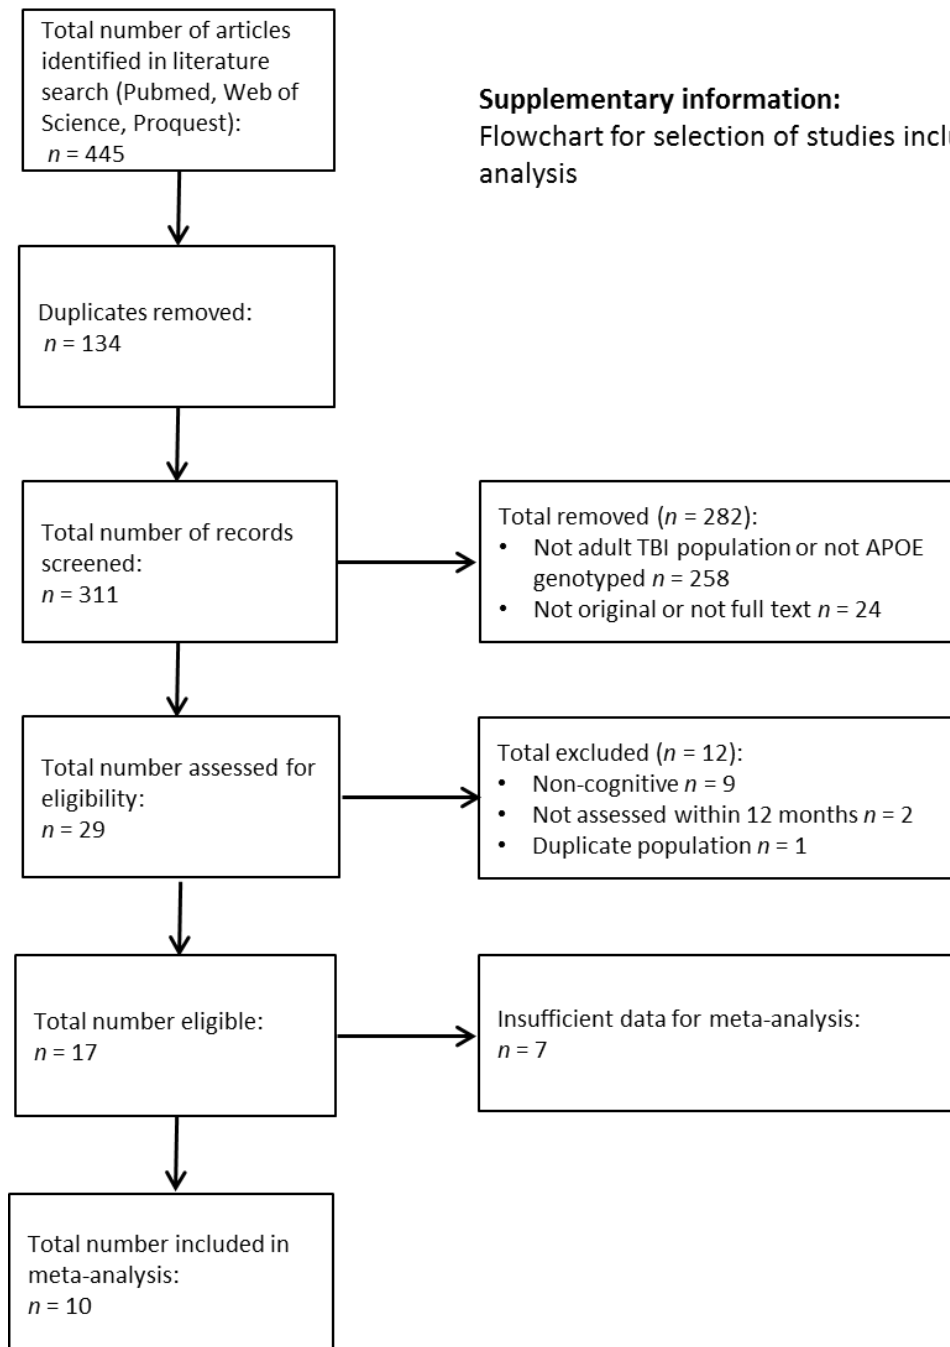 Total number of articles
identified in literature
search (Pubmed, Web of
Science, Proquest):
n = 445
Supplementary information:
Flowchart for selection of studies inclu
analysis
Duplicates removed:
n = 134
Total number of records
screened:
n = 311
Total removed (n = 282):
• Not adult TBI population or not APOE
genotyped n = 258
• Not original or not full text n = 24
Total number assessed for
eligibility:
n = 29
Total excluded (n = 12):
• Non-cognitive n = 9
• Not assessed within 12 months n = 2
• Duplicate population n = 1
Total number eligible:
n = 17
Insufficient data for meta-analysis:
n = 7
Total number included in
meta-analysis:
n = 10